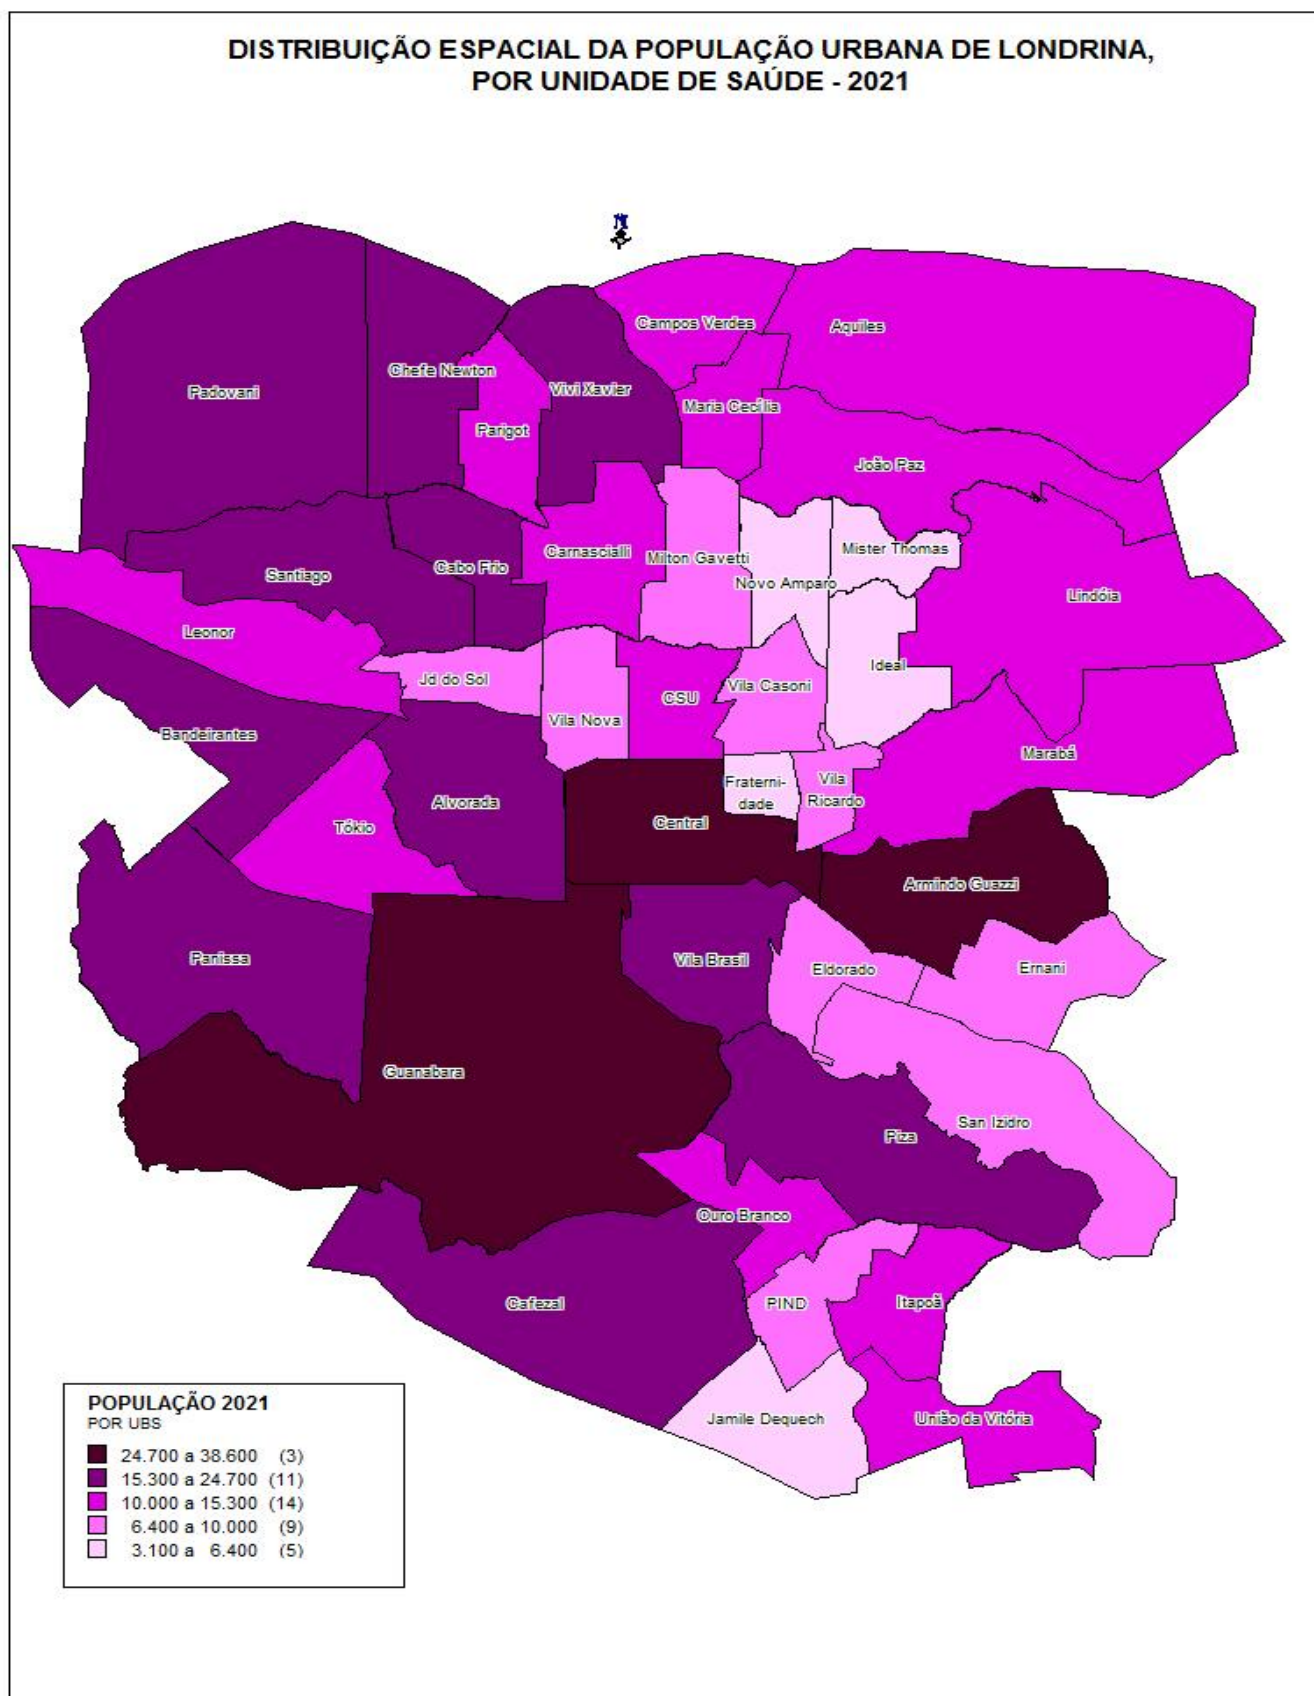 DISTRIBUIÇÃO ESPACIAL DA POPULAÇÃO URBANA DE LONDRINA,
POR UNIDADE DE SAÚDE - 2021
N
Campos Verdes
Aquiles
Chefe Newton
Padovani
Vivi Xavier
Maria Cecília
Parigot
João Paz
Carnascialli
Milton Gavetti
Mister Thomas
Cabo Frio
Santiago
Novo Amparo
Lindóia
Leonor
Ideal
Jd do Sol
Vila Casoni
CSU
Vila Nova
Bandeirantes
Marabá
Fraterni-
dade
Vila
Ricardo
Alvorada
Central
Tókio
Armindo Guazzi
Panissa
Vila Brasil
Eldorado
Ernani
Guanabara
San Izidro
Piza
Ouro Branco
Cafezal
PIND
Itapoã
Jamile Dequech
União da Vitória
POPULAÇÃO 2021
POR UBS
24.700 a 38.600 (3)
15.300 a 24.700 (11)
10.000 a 15.300 (14)
6.400 a 10.000 (9)
3.100 a 6.400 (5)